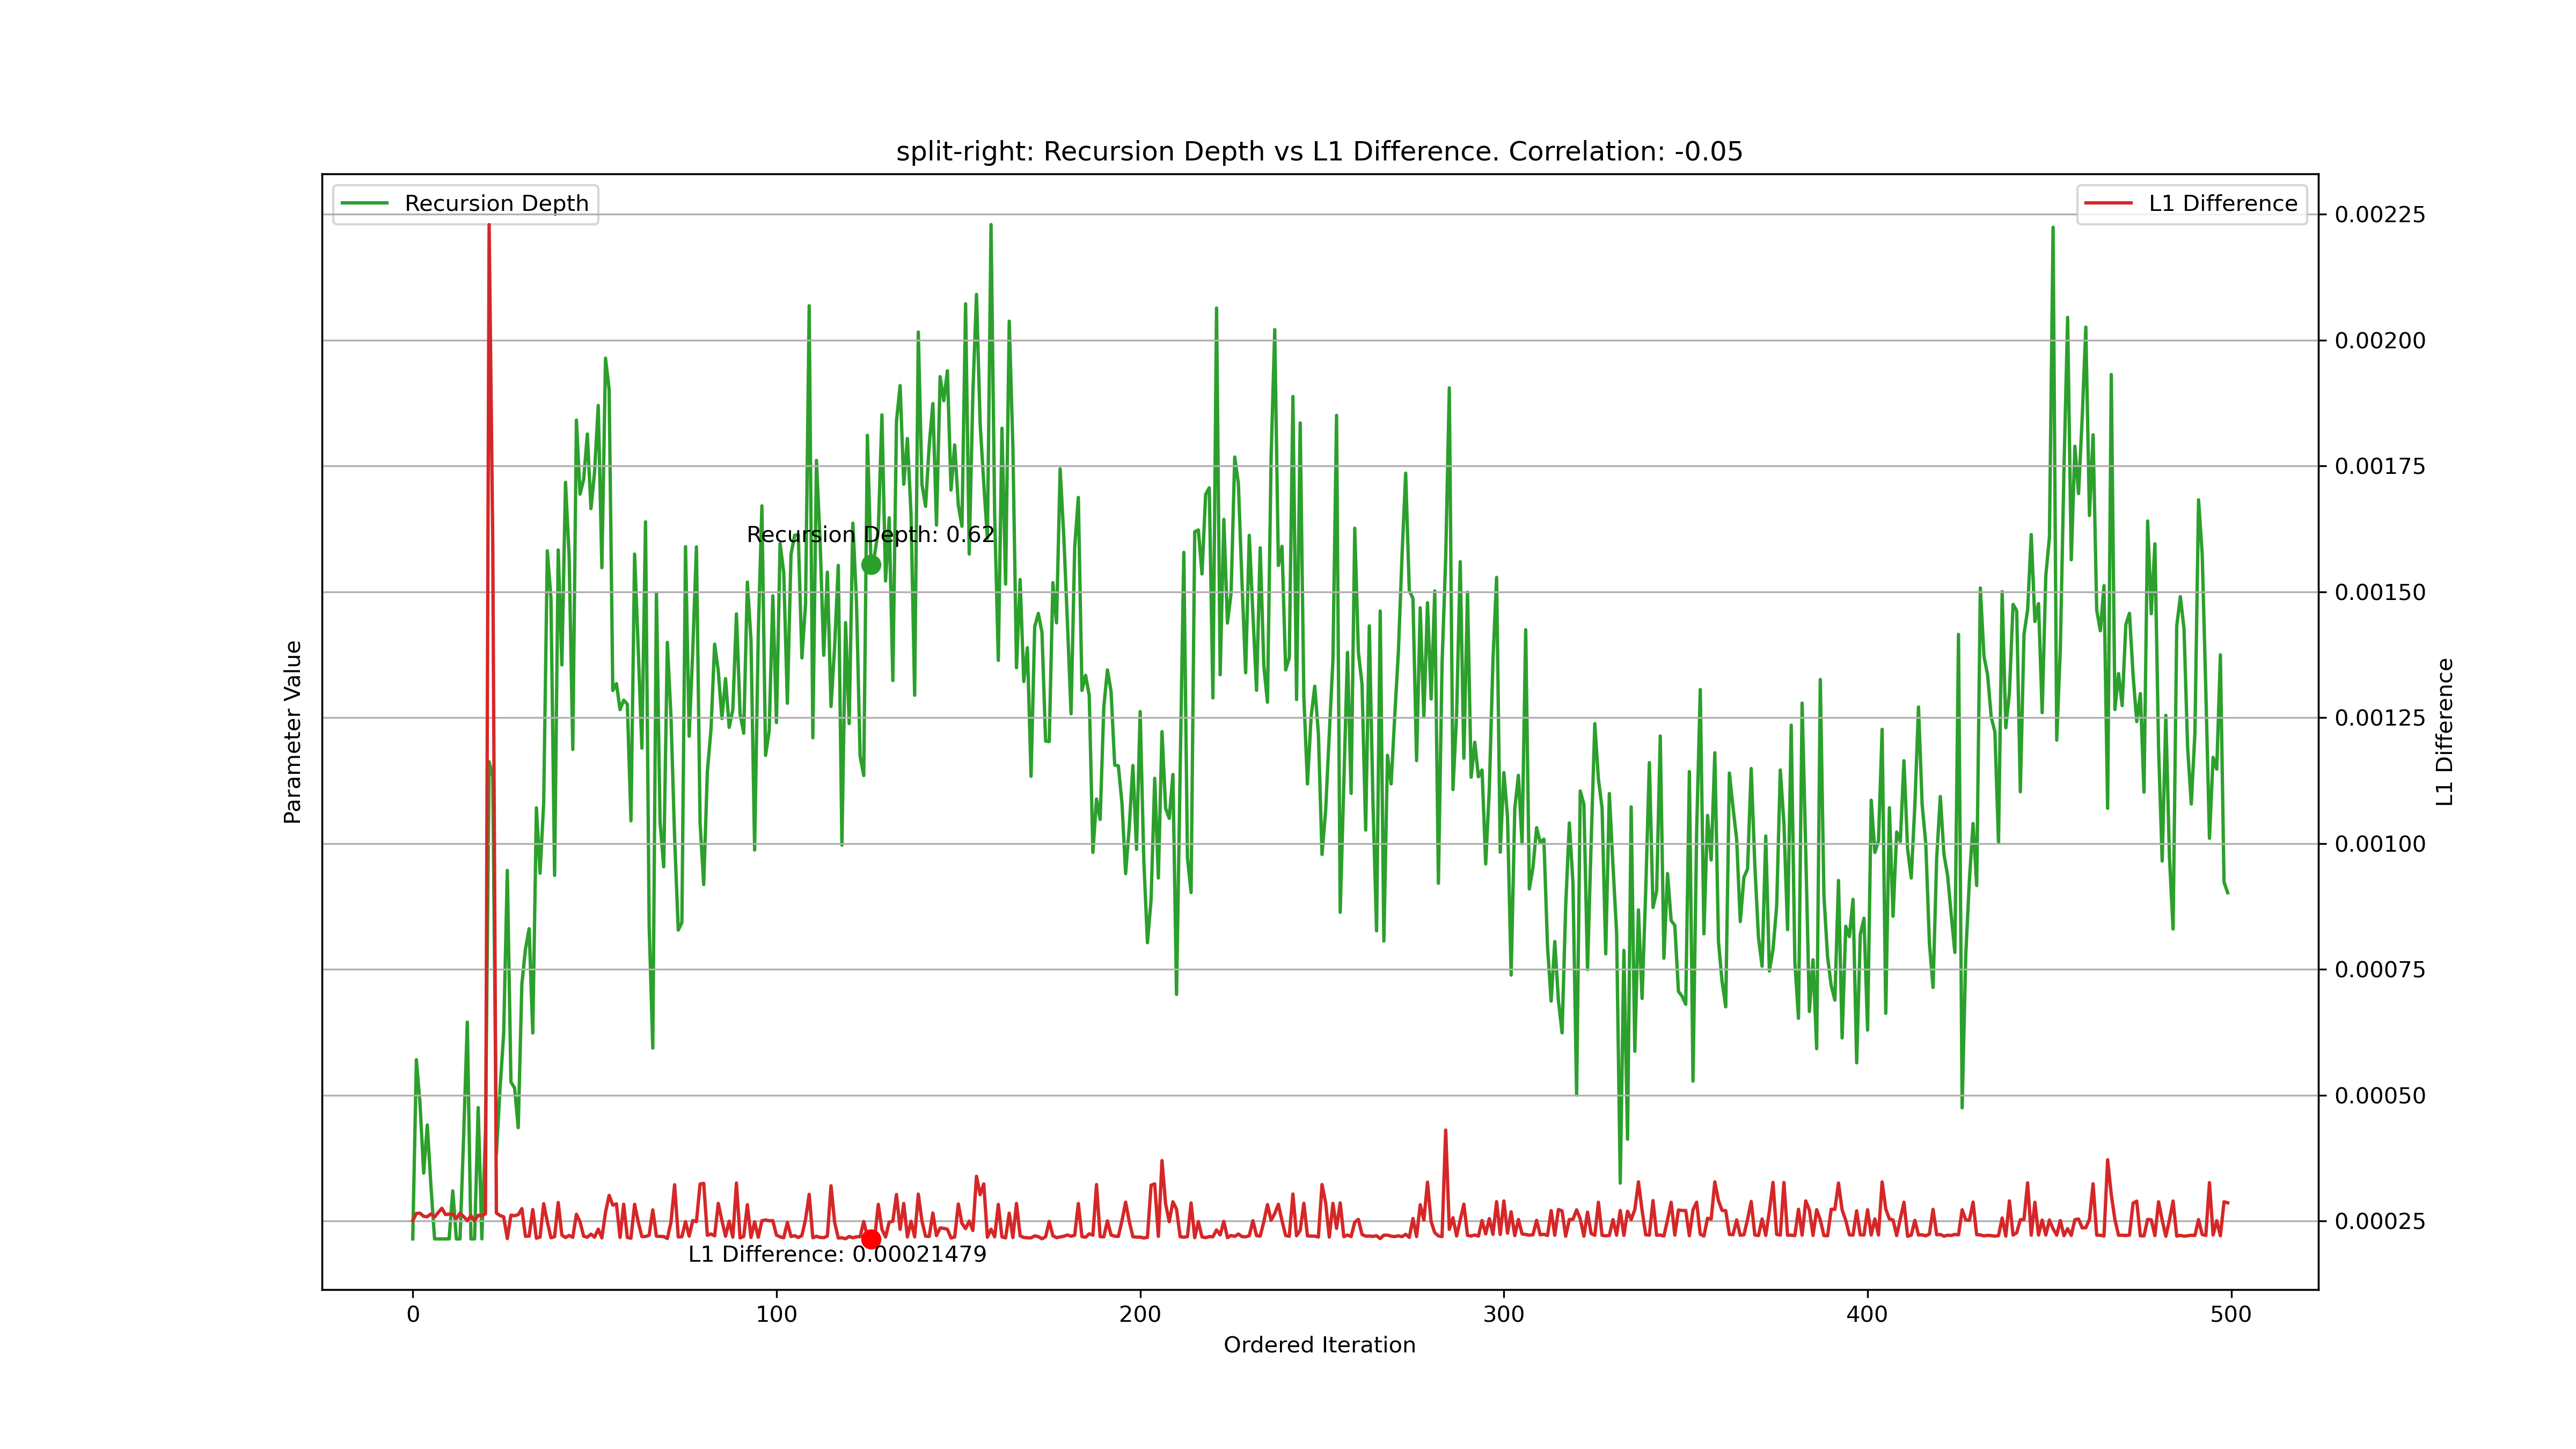 split-right: Recursion Depth vs L1 Difference. Correlation: -0.05
Recursion Depth
L1 Difference
0.00225
0.00200
0.00175
0.00150
0.00125
0.00100
0.00075
0.00050
0.00025
Recursion Depth: 0.62
L1 Difference: 0.00021479
Parameter Value
L1 Difference
0 100 200 300 400 500
Ordered Iteration